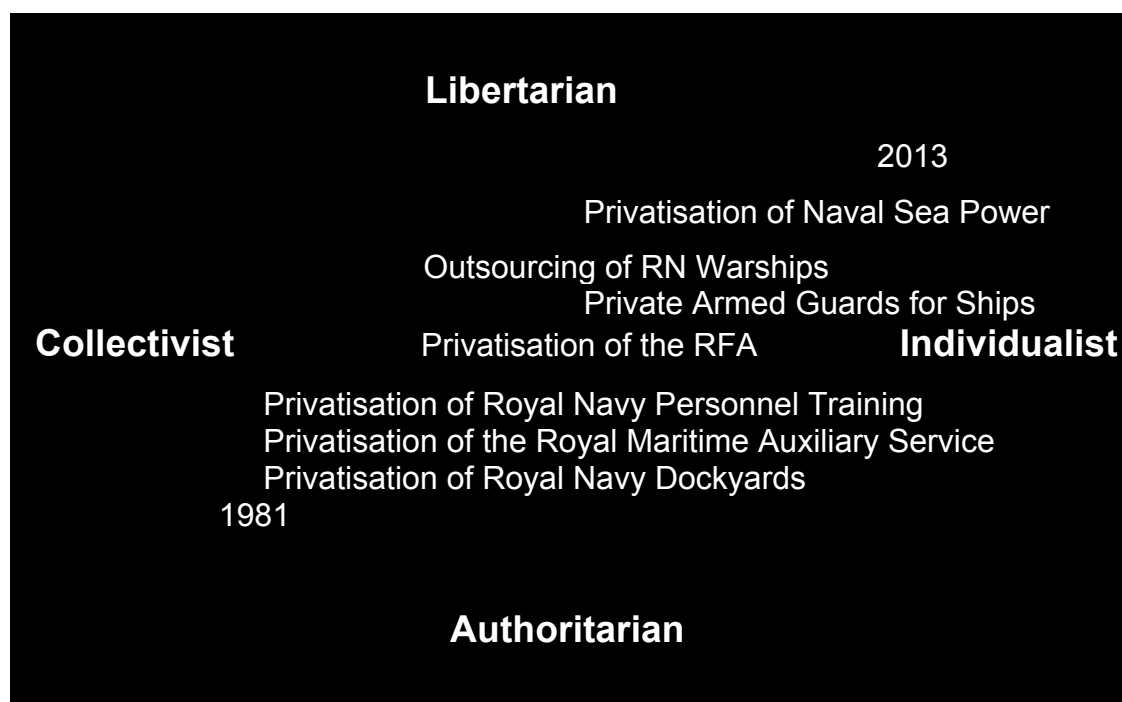 Libertarian
2013
Privatisation of Naval Sea Power
Outsourcing of RN Warships
Private Armed Guards for Ships
Collectivist Privatisation of the RFA Individualist
Privatisation of Royal Navy Personnel Training
Privatisation of the Royal Maritime Auxiliary Service
Privatisation of Royal Navy Dockyards
1981
Authoritarian